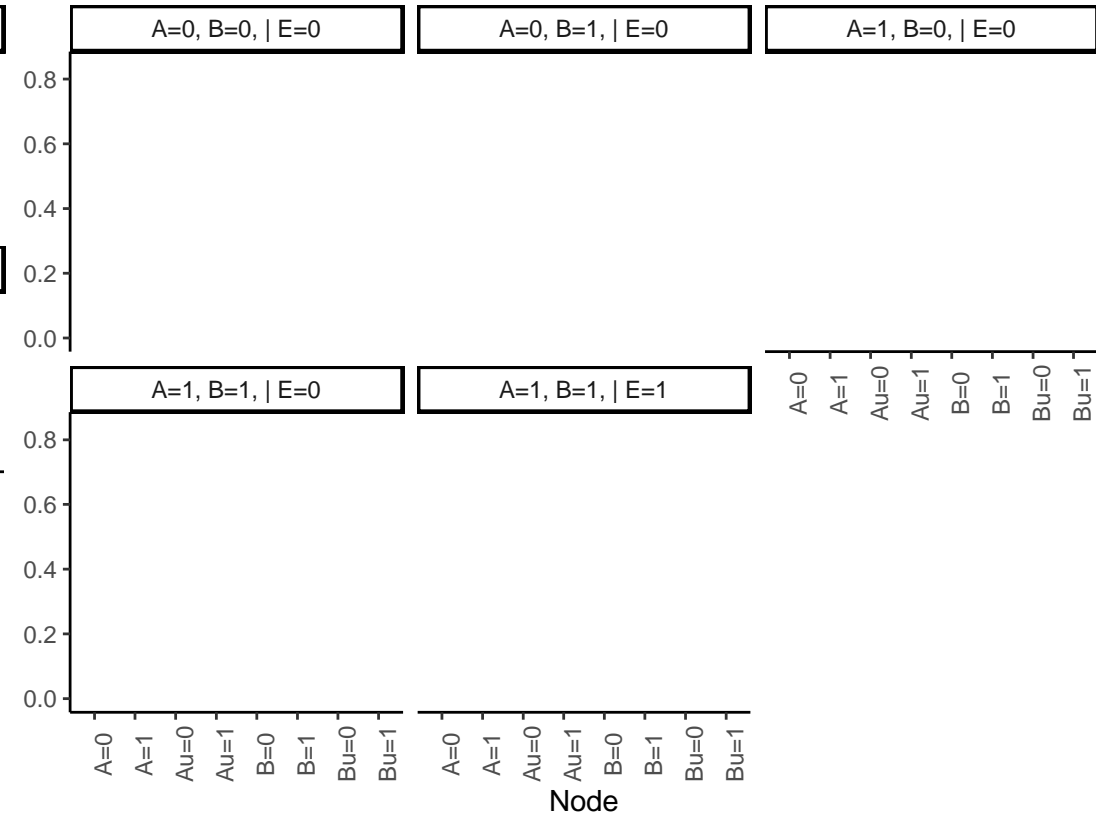 A=0, B=0, | E=0
A=0, B=1, | E=0
A=1, B=0, | E=0
0.8
0.6
0.4
0.2
0.0
A=0
A=1
Au=0
Au=1
B=0
B=1
Bu=0
Bu=1
A=1, B=1, | E=0
A=1, B=1, | E=1
0.8
0.6
0.4
0.2
0.0
A=0
A=1
Au=0
Au=1
B=0
B=1
Bu=0
Bu=1
A=0
A=1
Au=0
Au=1
B=0
B=1
Bu=0
Bu=1
Node